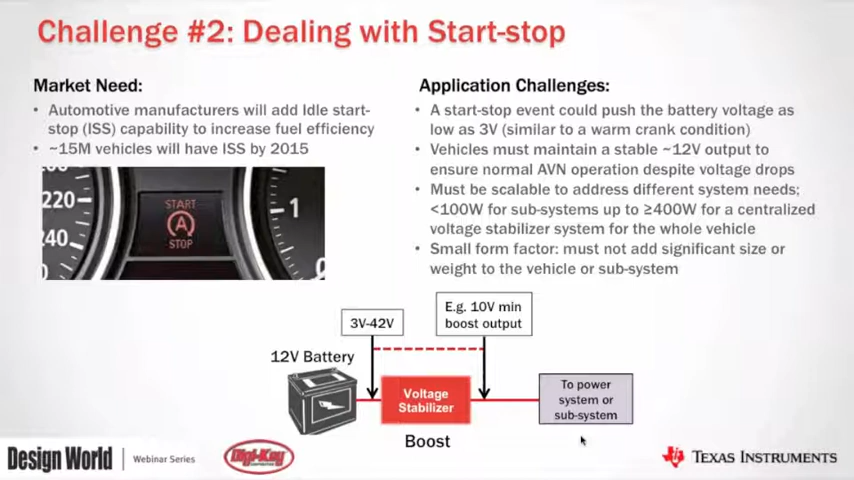 Challenge #2: Dealing with Start-stop
Market Need:
• Automotive manufacturers will add Idle start-
stop (ISS) capability to increase fuel efficiency
• ~15M vehicles will have ISS by 2015
220
240
START
A
STOP
1
0
Application Challenges:
• A start-stop event could push the battery voltage as
low as 3V (similar to a warm crank condition)
• Vehicles must maintain a stable ~12V output to
ensure normal AVN operation despite voltage drops
• Must be scalable to address different system needs;
<100W for sub-systems up to ≥400W for a centralized
voltage stabilizer system for the whole vehicle
• Small form factor: must not add significant size or
weight to the vehicle or sub-system
3V-42V
E.g. 10V min
boost output
12V Battery
Voltage
Stabilizer
Boost
To power
system or
sub-system
Design World
Webinar Series
Digi-Key
CORPORATION
TEXAS INSTRUMENTS